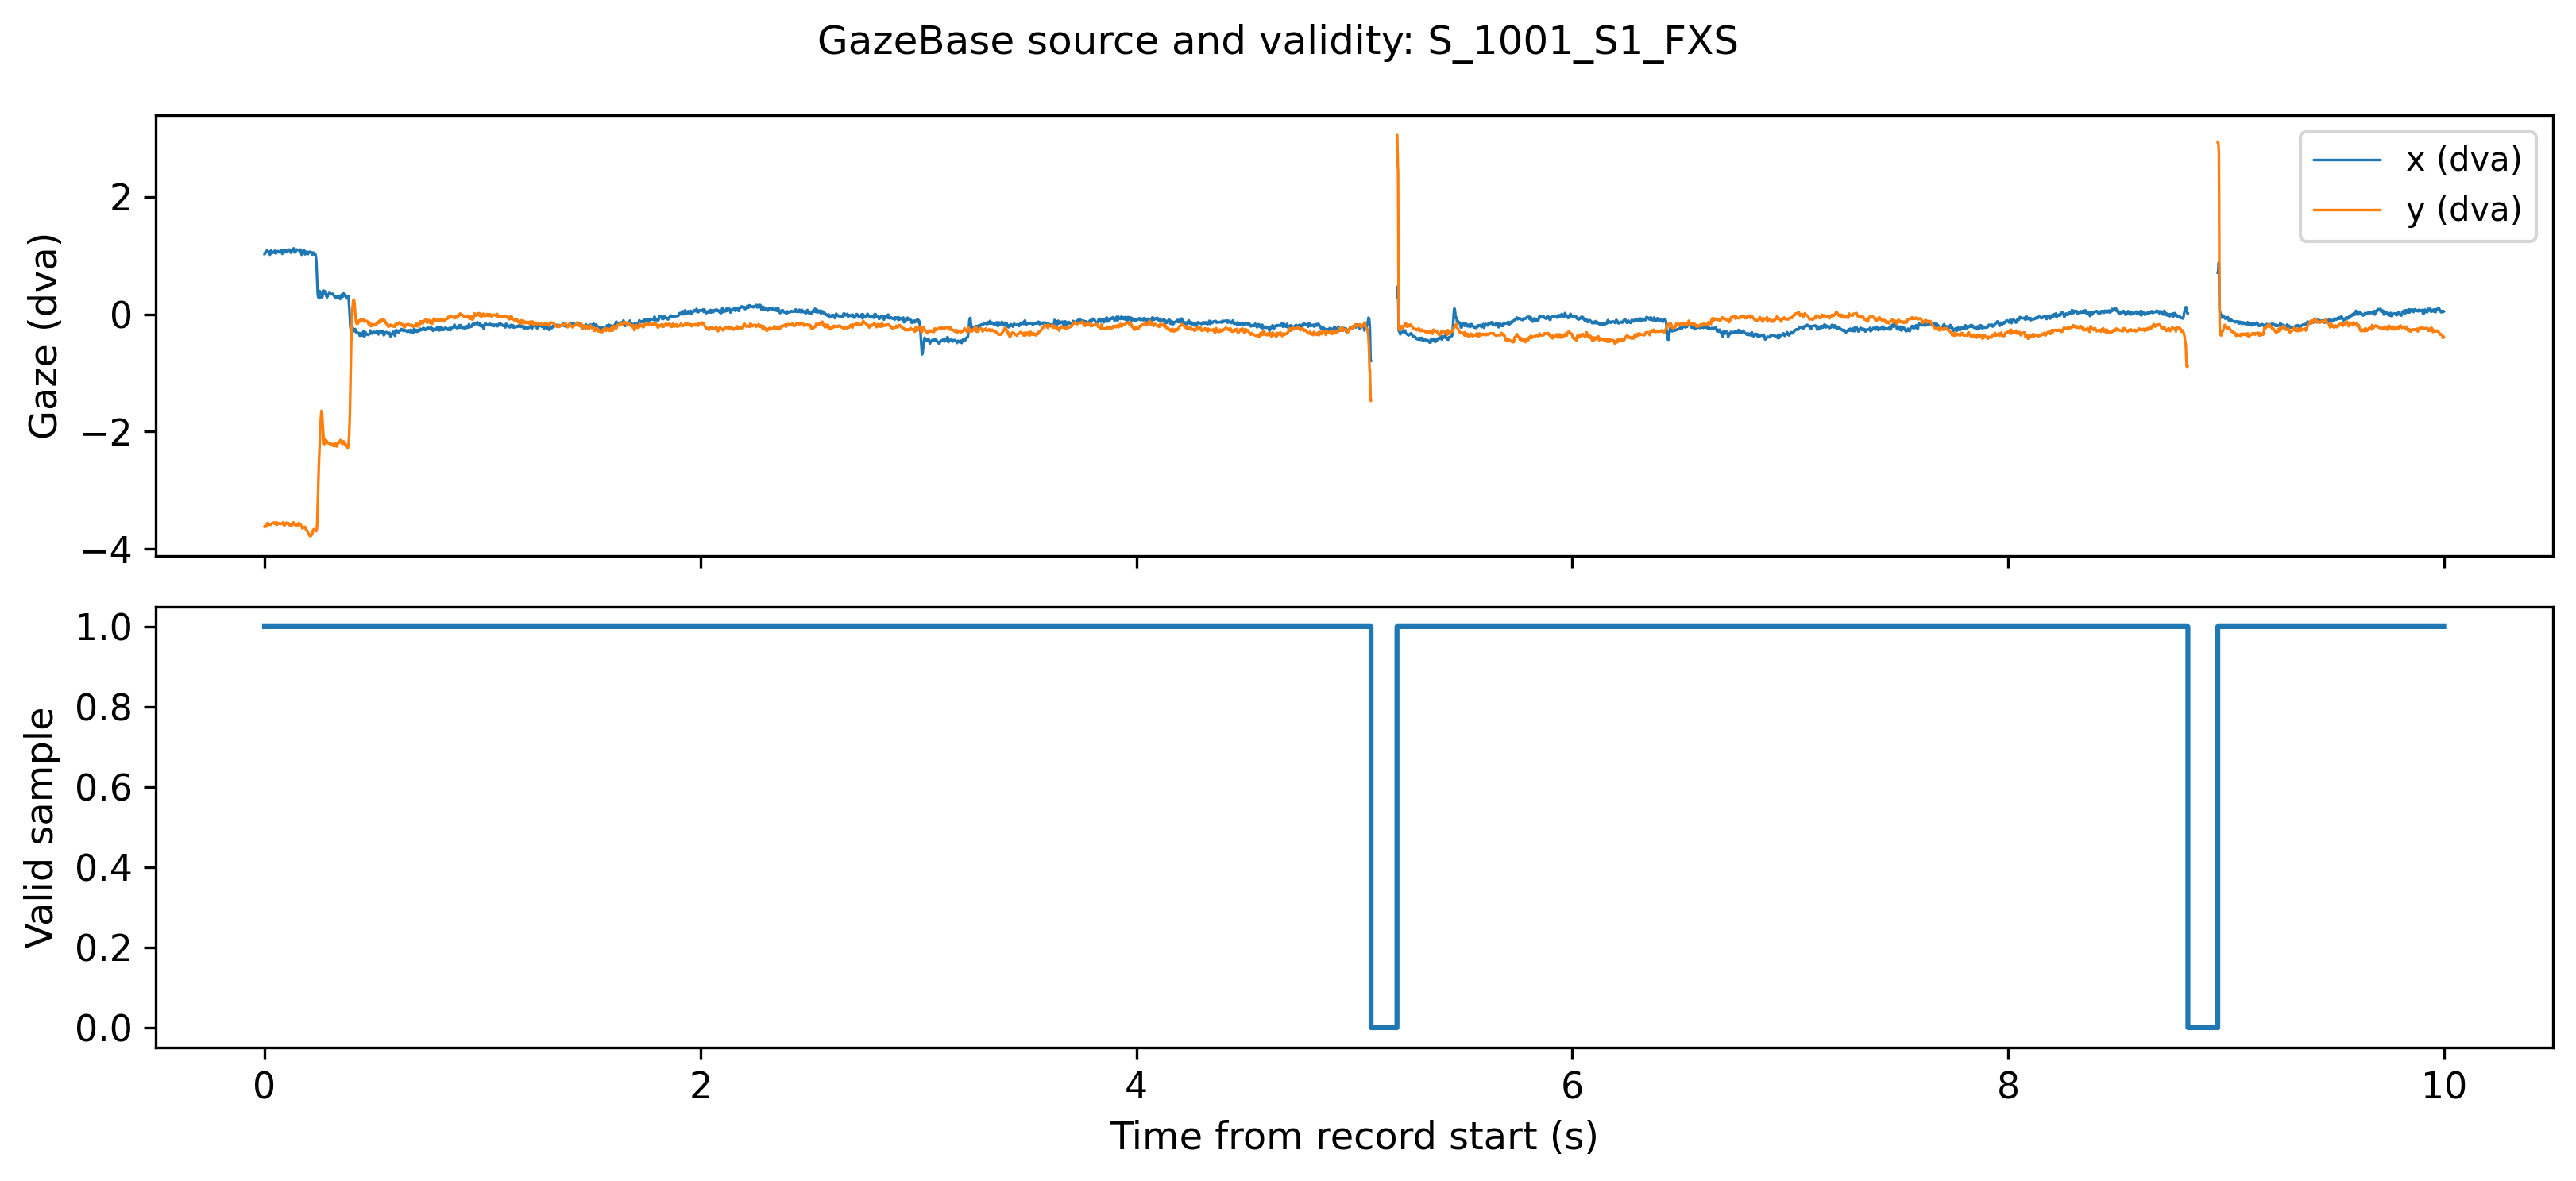 GazeBase source and validity: S_1001_S1_FXS
Gaze (dva)
2
0
−2
−4
x (dva)
y (dva)
Valid sample
1.0
0.8
0.6
0.4
0.2
0.0
0 2 4 6 8 10
Time from record start (s)